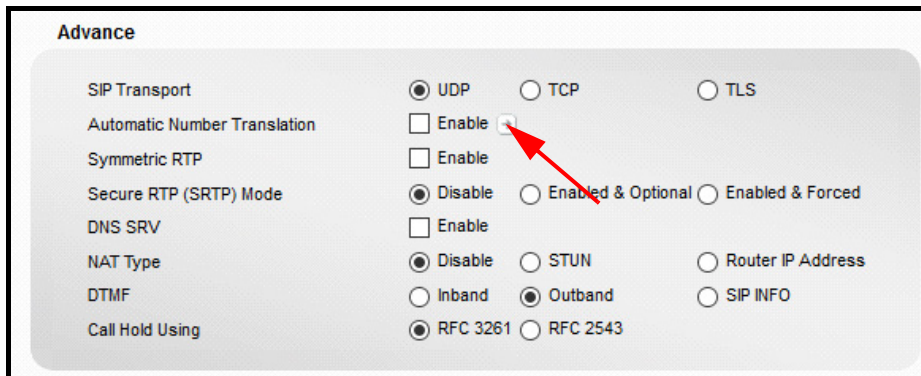 Advance
SIP Transport UDP TCP TLS
Automatic Number Translation Enable
Symmetric RTP Enable
Secure RTP (SRTP) Mode Disable Enabled & Optional Enabled & Forced
DNS SRV Enable
NAT Type Disable STUN Router IP Address
DTMF Inband Outband SIP INFO
Call Hold Using RFC 3261 RFC 2543